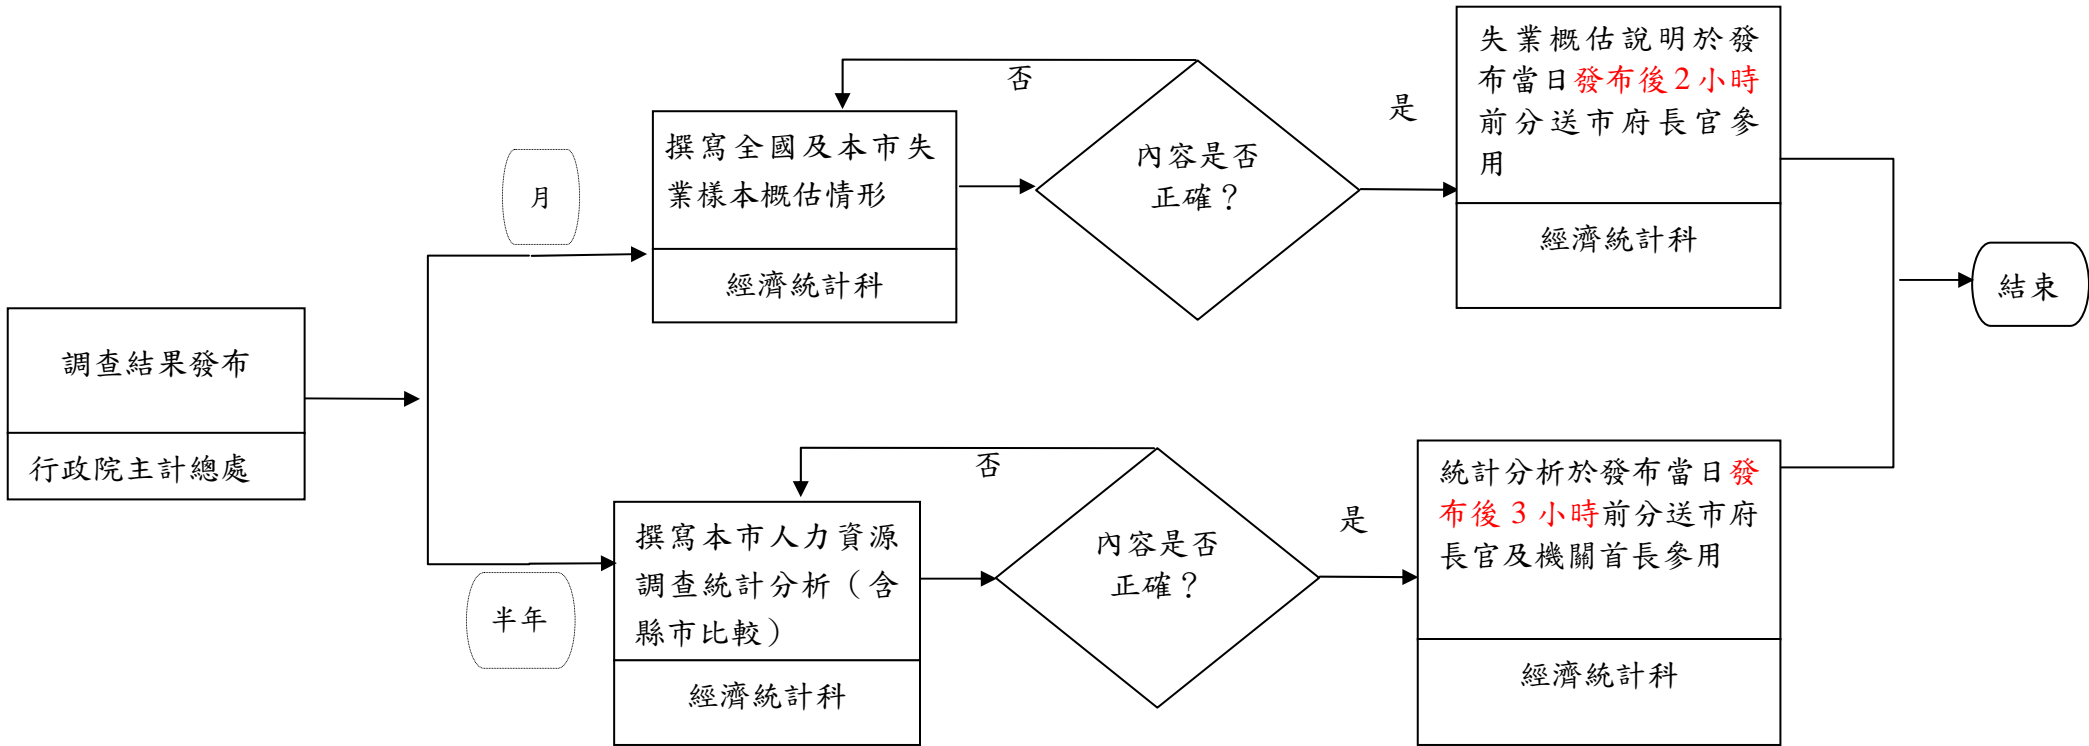 調查結果發布
行政院主計總處
月
撰寫全國及本市失
業樣本概估情形
經濟統計科
否
內容是否
正確？
是
失業概估說明於發
布當日發布後2小時
前分送市府長官參
用
經濟統計科
半年
撰寫本市人力資源
調查統計分析（含
縣市比較）
經濟統計科
否
內容是否
正確？
是
統計分析於發布當日發
布後 3 小時前分送市府
長官及機關首長參用
經濟統計科
結束